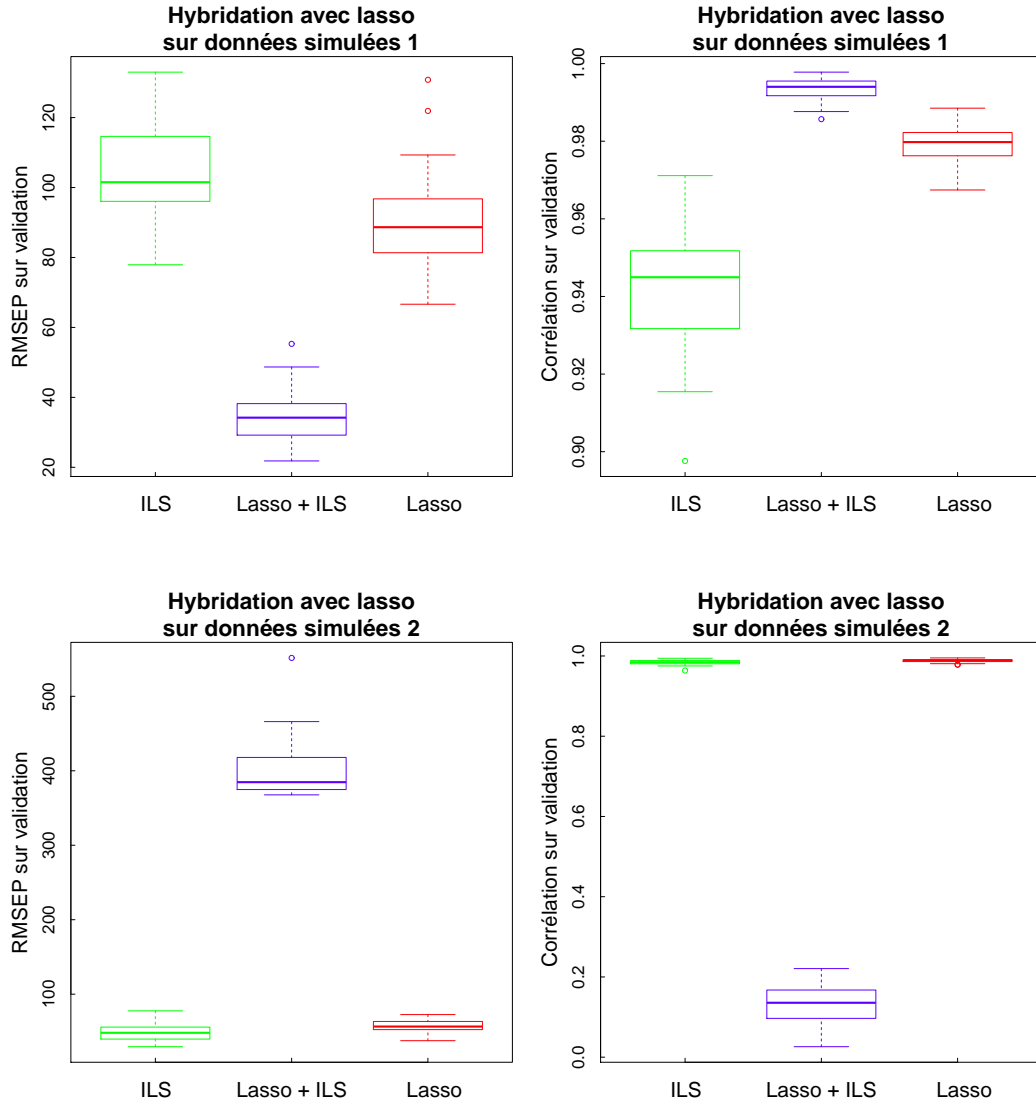 Hybridation avec lasso
sur données simulées 1
RMSEP sur validation
120
100
80
60
40
20
ILS
Lasso + ILS
Lasso
Hybridation avec lasso
sur données simulées 1
Corrélation sur validation
1.00
0.98
0.96
0.94
0.92
0.90
ILS
Lasso + ILS
Lasso
Hybridation avec lasso
sur données simulées 2
RMSEP sur validation
500
400
300
200
100
ILS
Lasso + ILS
Lasso
Hybridation avec lasso
sur données simulées 2
Corrélation sur validation
1.0
0.8
0.6
0.4
0.2
0.0
ILS
Lasso + ILS
Lasso